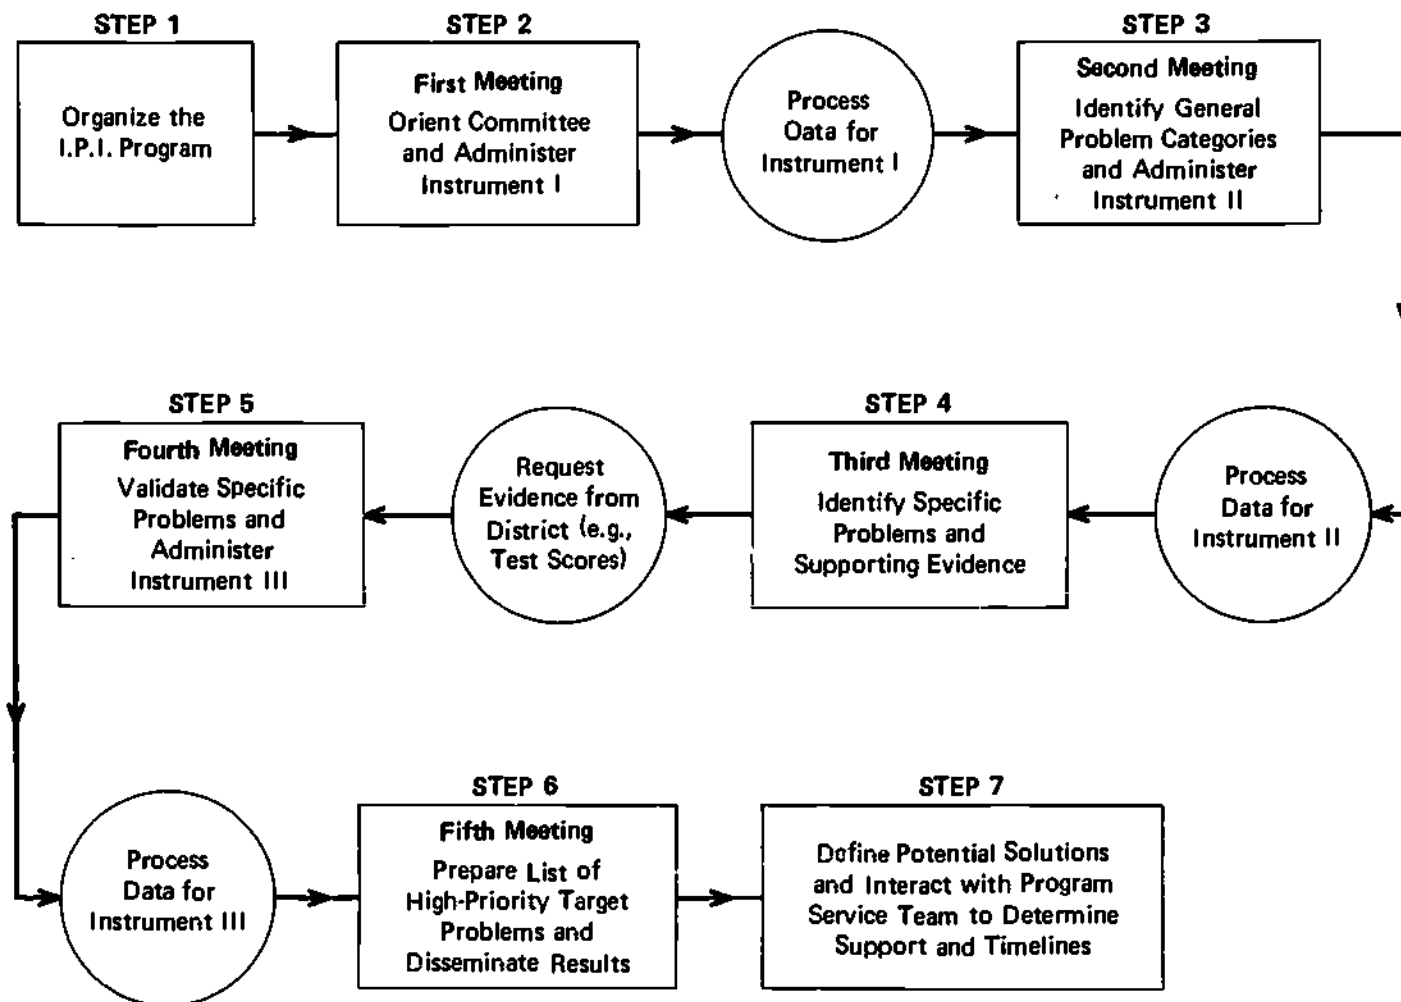 STEP 1
Organize the
I.P.I. Program
STEP 2
First Meeting
Orient Committee
and Administer
Instrument I
Process
Data for
Instrument I
STEP 3
Second Meeting
Identify General
Problem Categories
and Administer
Instrument II
Process
Data for
Instrument II
STEP 4
Third Meeting
Identify Specific
Problems and
Supporting Evidence
Request
Evidence from
District (e.g.,
Test Scores)
STEP 5
Fourth Meeting
Validate Specific
Problems and
Administer
Instrument III
Process
Data for
Instrument III
STEP 6
Fifth Meeting
Prepare List of
High-Priority Target
Problems and
Disseminate Results
STEP 7
Define Potential Solutions
and Interact with Program
Service Team to Determine
Support and Timelines